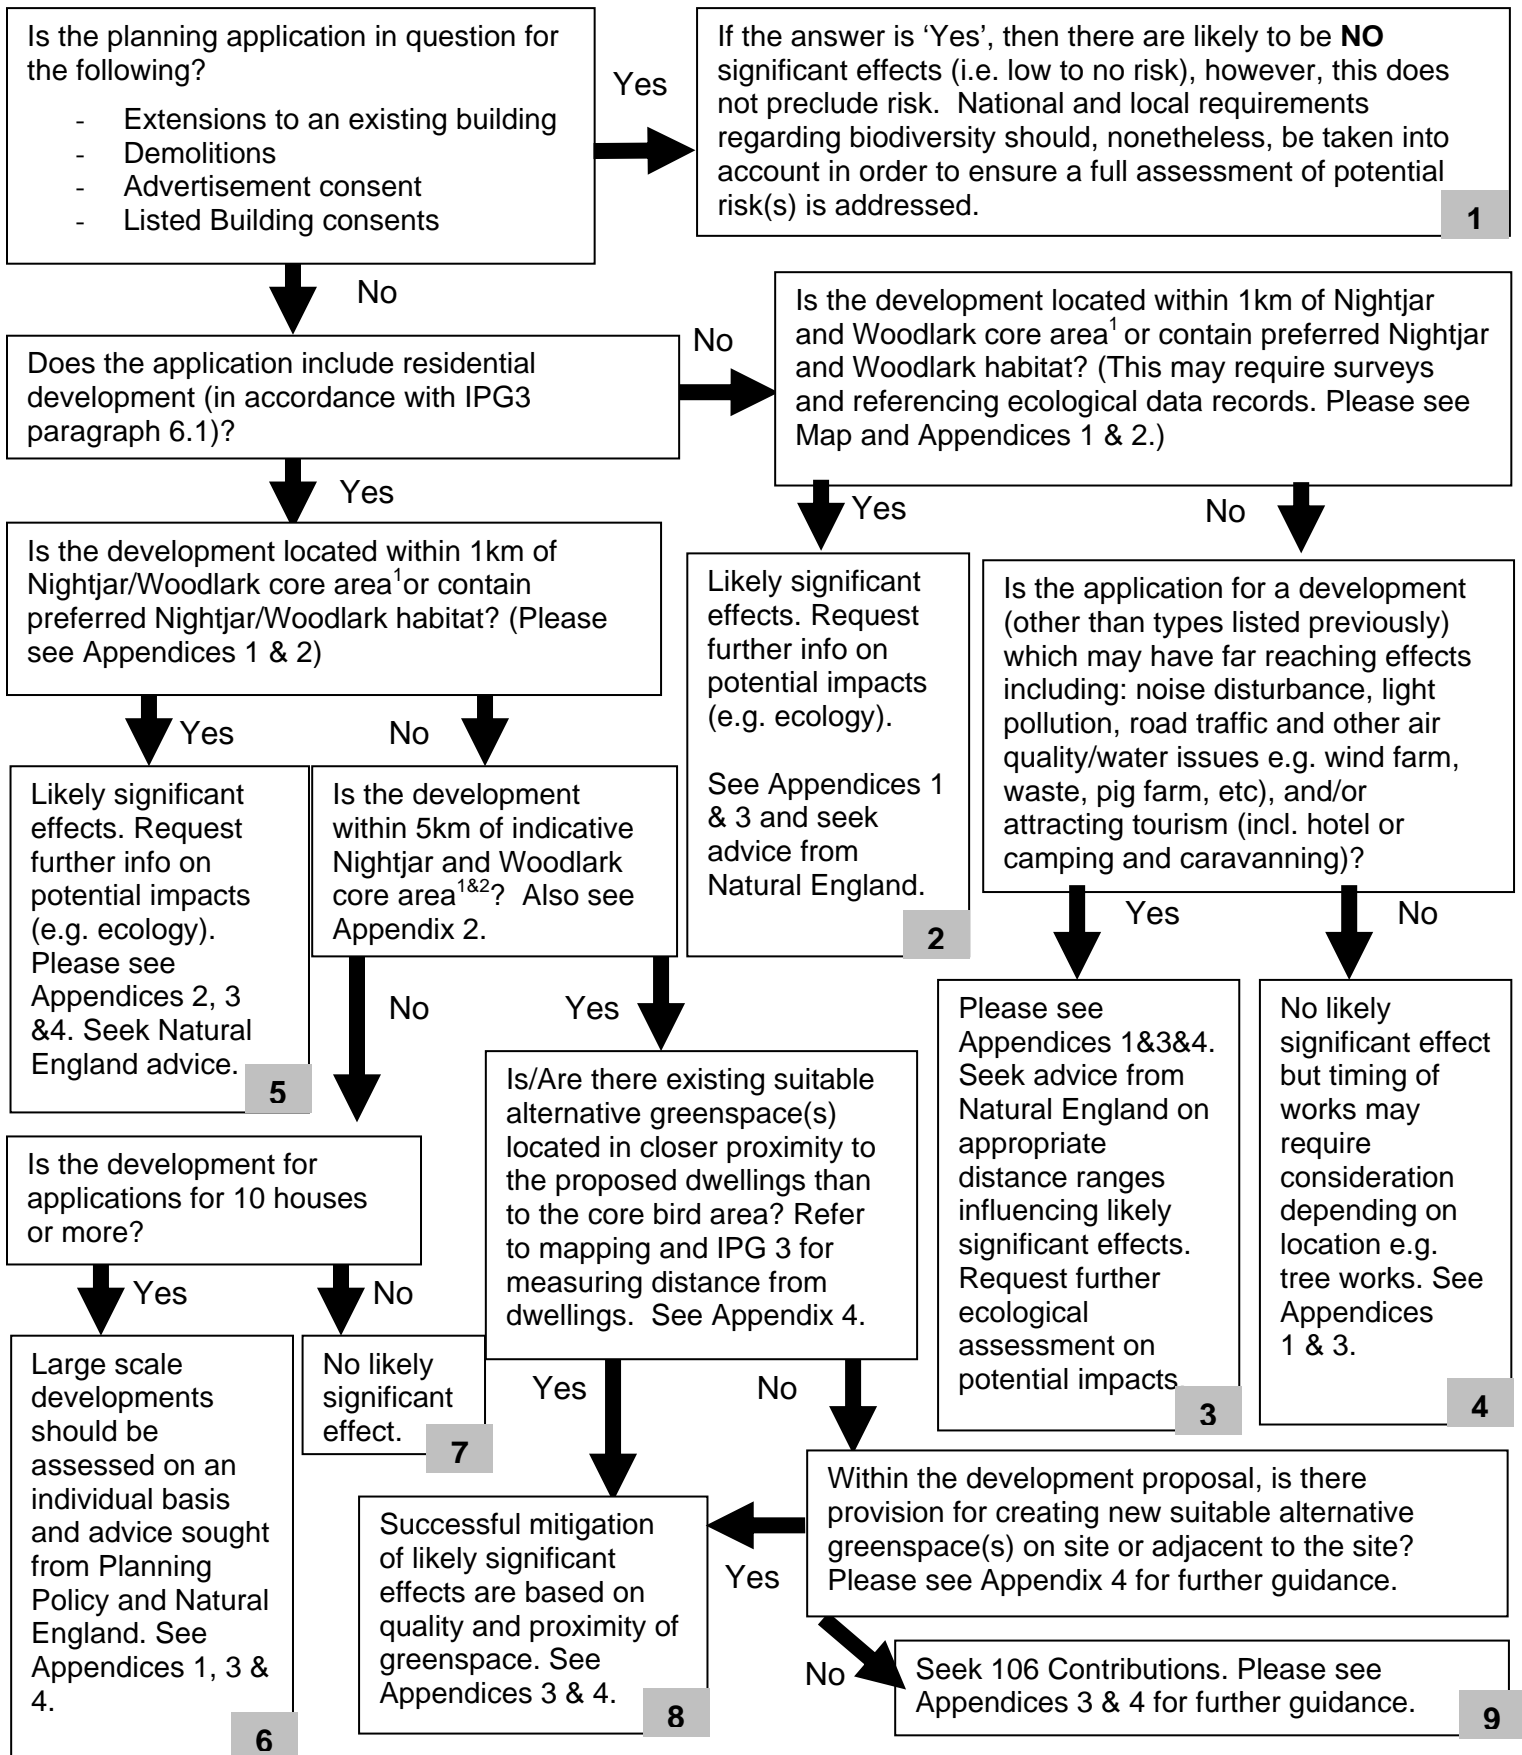 Is the planning application in question for
the following?
- Extensions to an existing building
- Demolitions
- Advertisement consent
- Listed Building consents
Yes
If the answer is ‘Yes’, then there are likely to be NO
significant effects (i.e. low to no risk), however, this does
not preclude risk. National and local requirements
regarding biodiversity should, nonetheless, be taken into
account in order to ensure a full assessment of potential
risk(s) is addressed.
1
No
Does the application include residential
development (in accordance with IPG3
paragraph 6.1)?
No
Is the development located within 1km of Nightjar
and Woodlark core area1 or contain preferred Nightjar
and Woodlark habitat? (This may require surveys
and referencing ecological data records. Please see
Map and Appendices 1 & 2.)
Yes
Is the development located within 1km of
Nightjar/Woodlark core area1or contain
preferred Nightjar/Woodlark habitat? (Please
see Appendices 1 & 2)
Yes
Likely significant
effects. Request
further info on
potential impacts
(e.g. ecology).
See Appendices 1
& 3 and seek
advice from
Natural England.
2
No
Is the application for a development
(other than types listed previously)
which may have far reaching effects
including: noise disturbance, light
pollution, road traffic and other air
quality/water issues e.g. wind farm,
waste, pig farm, etc), and/or
attracting tourism (incl. hotel or
camping and caravanning)?
Yes
Likely significant
effects. Request
further info on
potential impacts
(e.g. ecology).
Please see
Appendices 2, 3
&4. Seek Natural
England advice.
5
No
Is the development
within 5km of indicative
Nightjar and Woodlark
core area1&2? Also see
Appendix 2.
Yes
Please see
Appendices 1&3&4.
Seek advice from
Natural England on
appropriate
distance ranges
influencing likely
significant effects.
Request further
ecological
assessment on
potential impacts
3
No
No likely
significant effect
but timing of
works may
require
consideration
depending on
location e.g.
tree works. See
Appendices
1 & 3.
4
No
Is the development for
applications for 10 houses
or more?
Yes
Is/Are there existing suitable
alternative greenspace(s)
located in closer proximity to
the proposed dwellings than
to the core bird area? Refer
to mapping and IPG 3 for
measuring distance from
dwellings. See Appendix 4.
Yes
Large scale
developments
should be
assessed on an
individual basis
and advice sought
from Planning
Policy and Natural
England. See
Appendices 1, 3 &
4.
6
No
No likely
significant
effect.
7
Yes
Successful mitigation
of likely significant
effects are based on
quality and proximity of
greenspace. See
Appendices 3 & 4.
8
No
Within the development proposal, is there
provision for creating new suitable alternative
greenspace(s) on site or adjacent to the site?
Please see Appendix 4 for further guidance.
Yes
No
Seek 106 Contributions. Please see
Appendices 3 & 4 for further guidance.
9